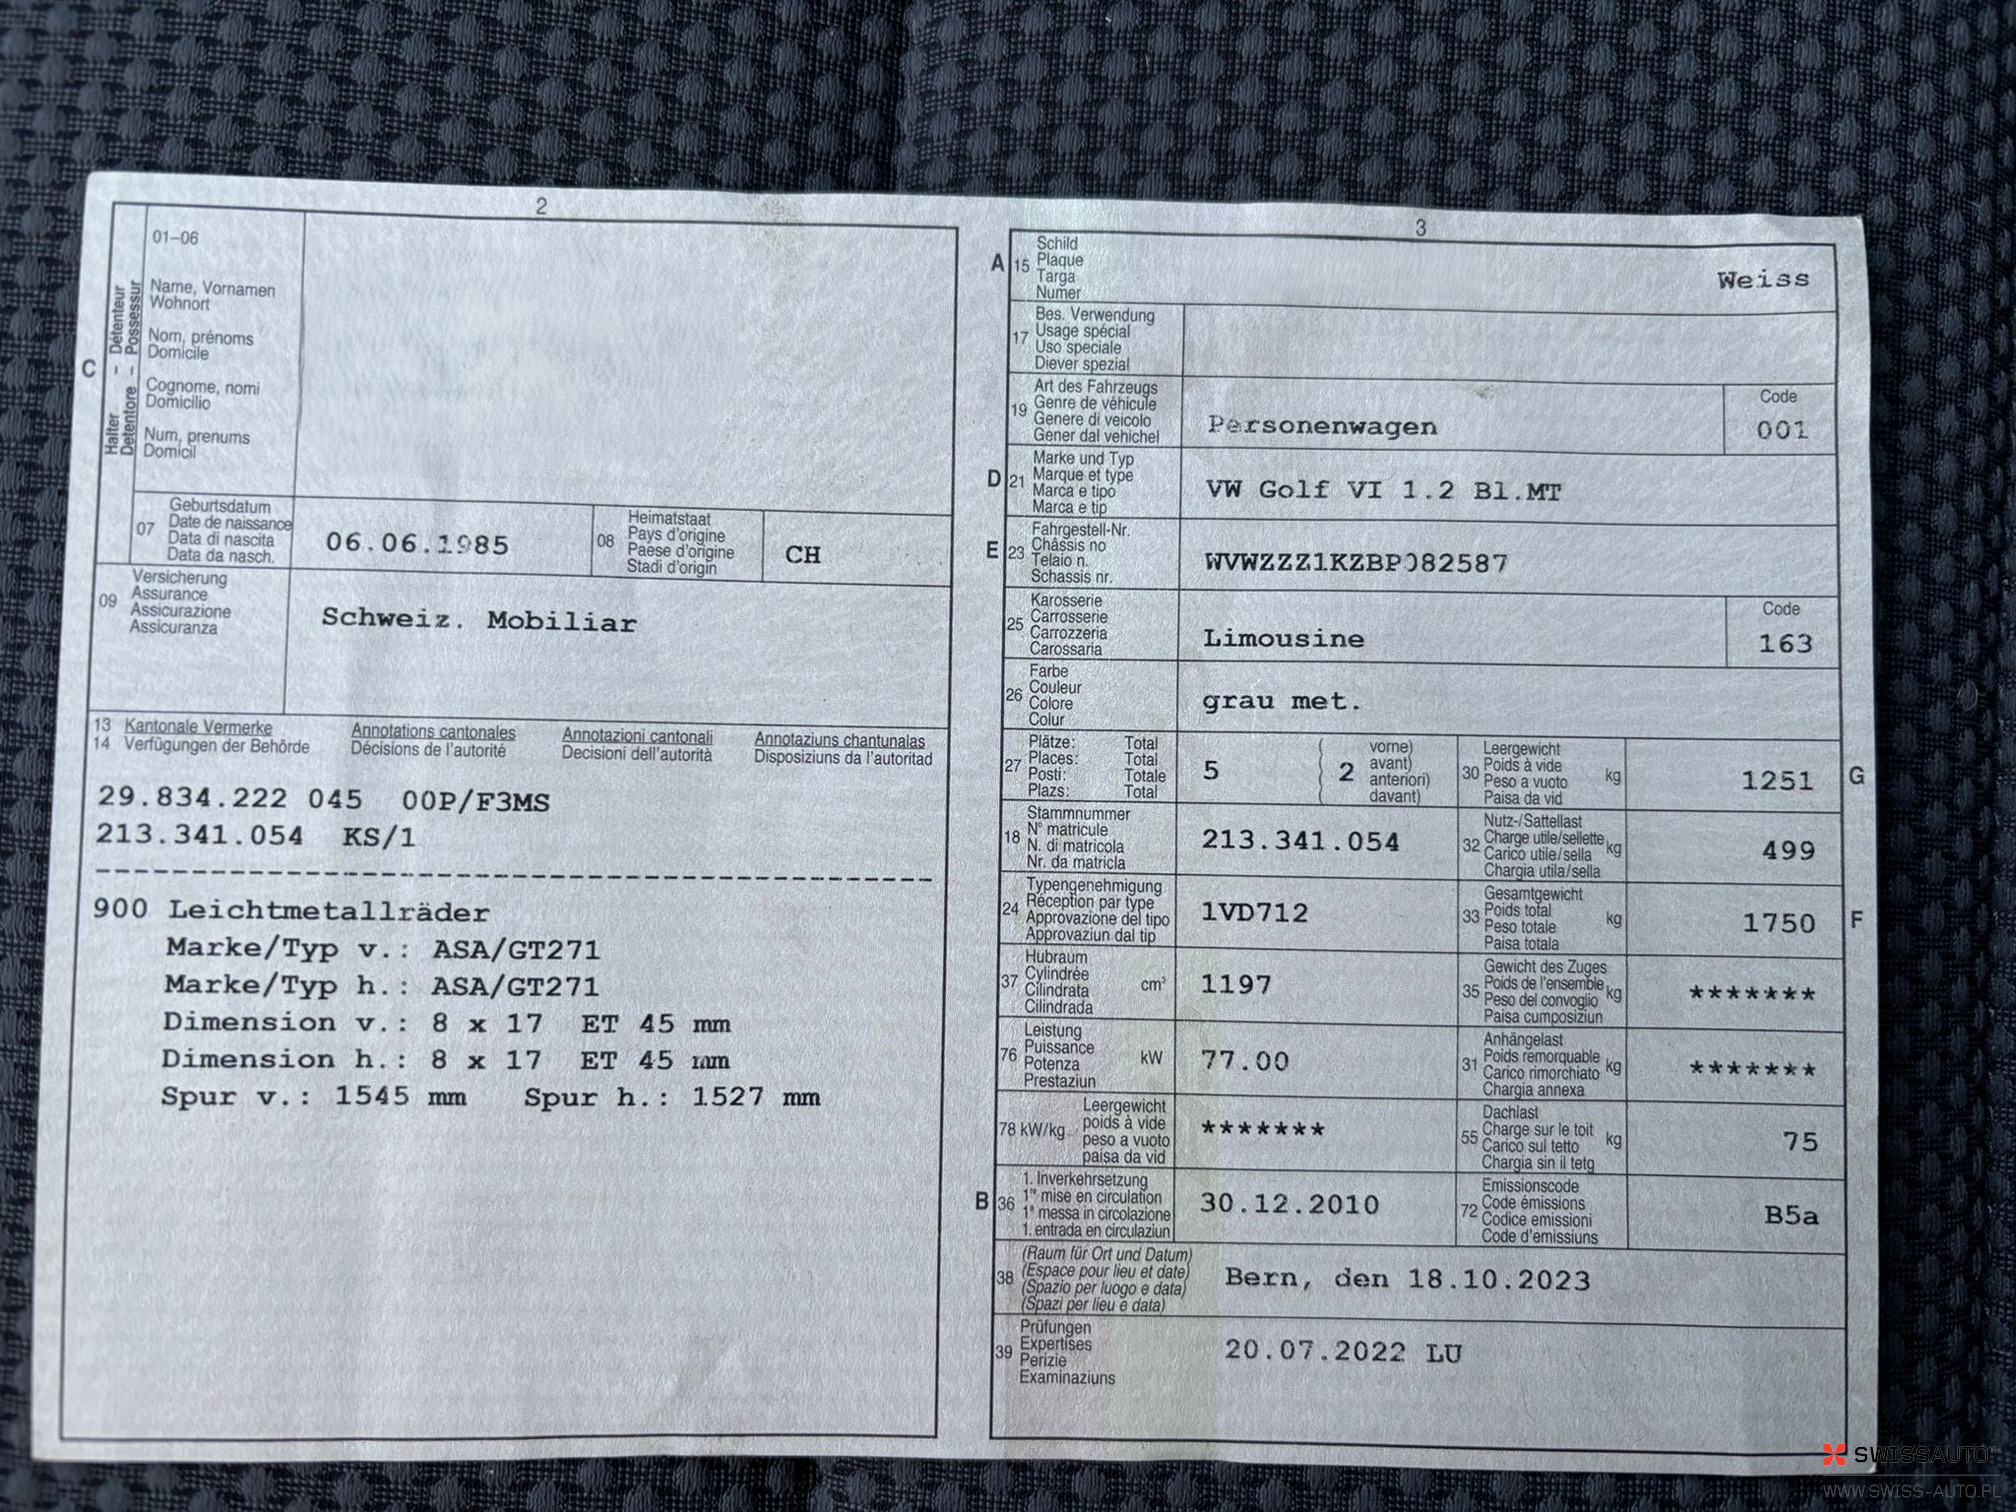 2
01–06
Name, Vornamen
Wohnort
Nom, prénoms
Domicile
Cognome, nomi
Domicilio
Num, prenums
Domicil
C
Halter – Détenteur
Detentore – Possessur
07
Geburtsdatum
Date de naissance
Data di nascita
Data da nasch.
06.06.1985
08
Heimatstaat
Pays d'origine
Paese d'origine
Stadi d'origin
CH
09
Versicherung
Assurance
Assicurazione
Assicuranza
Schweiz. Mobiliar
13 Kantonale Vermerke Annotations cantonales Annotazioni cantonali Annotaziuns chantunalas
14 Verfügungen der Behörde Décisions de l'autorité Decisioni dell'autorità Disposiziuns da l'autoritad
29.834.222 045 00P/F3MS
213.341.054 KS/1
900 Leichtmetallräder
Marke/Typ v.: ASA/GT271
Marke/Typ h.: ASA/GT271
Dimension v.: 8 x 17 ET 45 mm
Dimension h.: 8 x 17 ET 45 mm
Spur v.: 1545 mm Spur h.: 1527 mm
3
A
15
Schild
Plaque
Targa
Numer
Weiss
17
Bes. Verwendung
Usage spécial
Uso speciale
Diever spezial
19
Art des Fahrzeugs
Genre de véhicule
Genere di veicolo
Gener dal vehichel
Personenwagen
Code
001
D
21
Marke und Typ
Marque et type
Marca e tipo
Marca e tip
VW Golf VI 1.2 Bl.MT
E
23
Fahrgestell-Nr.
Châssis no
Telaio n.
Schassis nr.
WVWZZZ1KZBP082587
25
Karosserie
Carrosserie
Carrozzeria
Carossaria
Limousine
Code
163
26
Farbe
Couleur
Colore
Colur
grau met.
27
Plätze: Total
Places: Total
Posti: Totale
Plazs: Total
5
( vorne)
( 2 avant)
( anteriori)
( davant)
30
Leergewicht
Poids à vide
Peso a vuoto
Paisa da vid
kg
1251
G
18
Stammnummer
N° matricule
N. di matricola
Nr. da matricla
213.341.054
32
Nutz-/Sattellast
Charge utile/sellette
Carico utile/sella
Chargia utila/sella
kg
499
24
Typengenehmigung
Réception par type
Approvazione del tipo
Approvaziun dal tip
1VD712
33
Gesamtgewicht
Poids total
Peso totale
Paisa totala
kg
1750
F
37
Hubraum
Cylindrée
Cilindrata
Cilindrada
cm³
1197
35
Gewicht des Zuges
Poids de l'ensemble
Peso del convoglio
Paisa cumposiziun
kg
*******
76
Leistung
Puissance
Potenza
Prestaziun
kW
77.00
31
Anhängelast
Poids remorquable
Carico rimorchiato
Chargia annexa
kg
*******
78 kW/kg
Leergewicht
poids à vide
peso a vuoto
paisa da vid
*******
55
Dachlast
Charge sur le toit
Carico sul tetto
Chargia sin il tetg
kg
75
B
36
1. Inverkehrsetzung
1re mise en circulation
1a messa in circolazione
1. entrada en circulaziun
30.12.2010
72
Emissionscode
Code émissions
Codice emissioni
Code d'emissiuns
B5a
38
(Raum für Ort und Datum)
(Espace pour lieu et date)
(Spazio per luogo e data)
(Spazi per lieu e data)
Bern, den 18.10.2023
39
Prüfungen
Expertises
Perizie
Examinaziuns
20.07.2022 LU
SWISSAUTO
WWW.SWISS-AUTO.PL